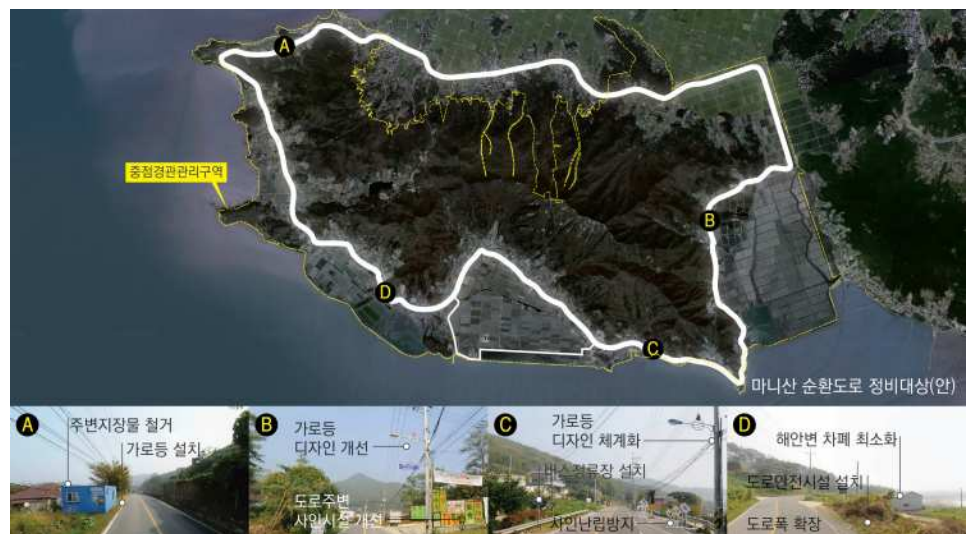 A
중점경관관리구역
B
D
C
마니산 순환도로 정비대상(안)
A
주변지장물 철거
가로등 설치
B
가로등
디자인 개선
도로주변
사인시설 개선
C
가로등
디자인 체계화
버스정류장 설치
사인난립방지
D
해안변 차폐 최소화
도로안전시설 설치
도로폭 확장